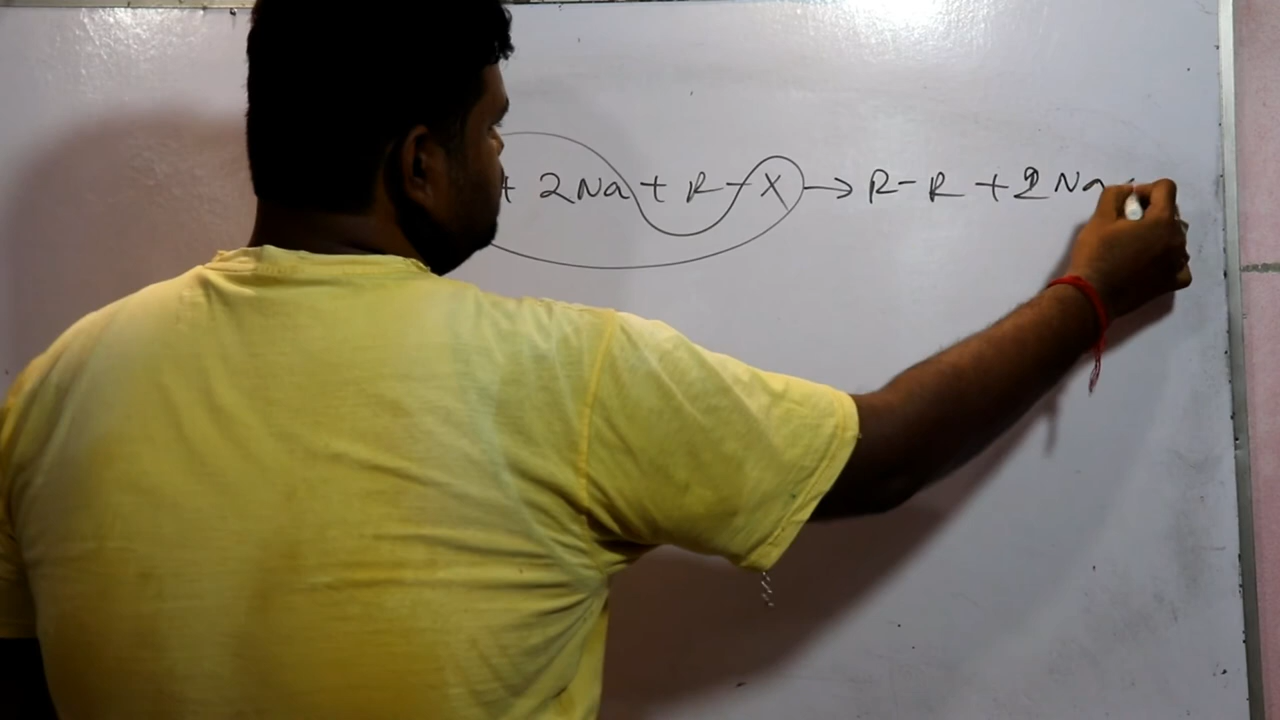 + 2Na + R-X → R-R + 2Na